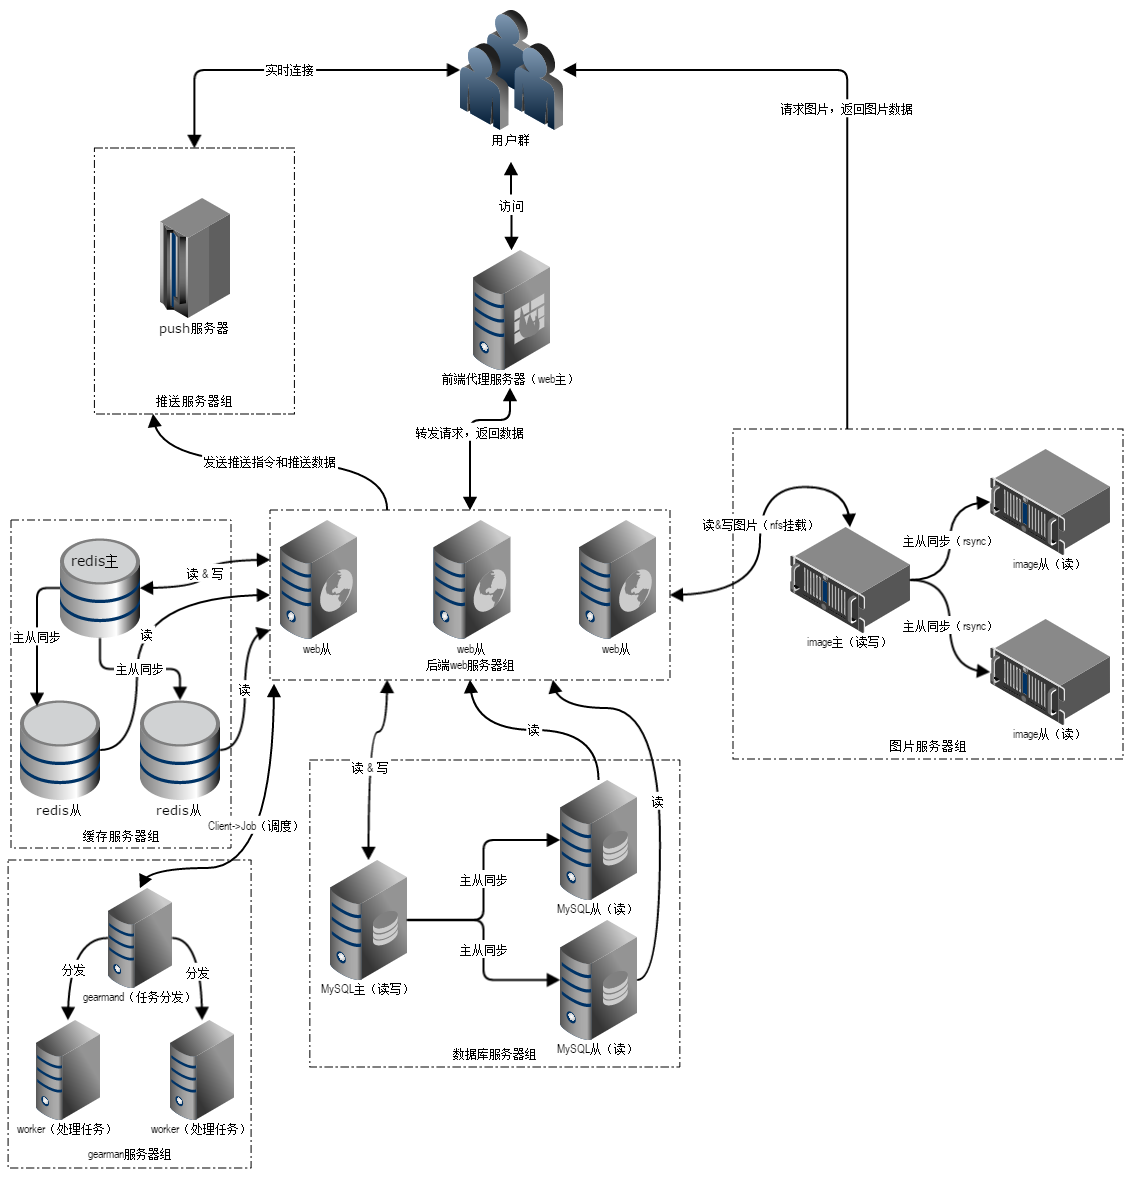 实时连接
请求图片，返回图片数据
用户群
访问
push服务器
前端代理服务器（web主）
推送服务器组
转发请求，返回数据
发送推送指令和推送数据
读&写图片（nfs挂载）
主从同步（rsync）
image从（读）
redis主
读 & 写
主从同步
读
主从同步
读
web从
web从
web从
后端web服务器组
image主（读写）
主从同步（rsync）
image从（读）
图片服务器组
redis从
redis从
缓存服务器组
Client->Job（调度）
读 & 写
读
读
主从同步
MySQL从（读）
主从同步
MySQL主（读写）
MySQL从（读）
数据库服务器组
分发
分发
gearmand（任务分发）
worker（处理任务）
worker（处理任务）
gearman服务器组